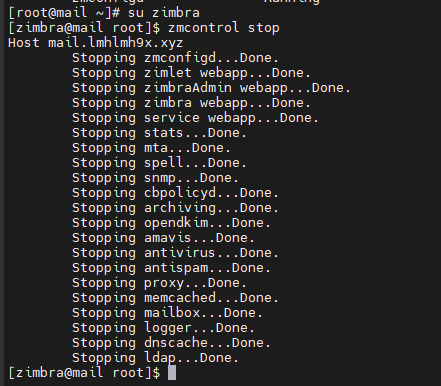 [root@mail ~]# su zimbra
[zimbra@mail root]$ zmcontrol stop
Host mail.lmhlmh9x.xyz
        Stopping zmconfigd...Done.
        Stopping zimlet webapp...Done.
        Stopping zimbraAdmin webapp...Done.
        Stopping zimbra webapp...Done.
        Stopping service webapp...Done.
        Stopping stats...Done.
        Stopping mta...Done.
        Stopping spell...Done.
        Stopping snmp...Done.
        Stopping cbpolicyd...Done.
        Stopping archiving...Done.
        Stopping opendkim...Done.
        Stopping amavis...Done.
        Stopping antivirus...Done.
        Stopping antispam...Done.
        Stopping proxy...Done.
        Stopping memcached...Done.
        Stopping mailbox...Done.
        Stopping logger...Done.
        Stopping dnscache...Done.
        Stopping ldap...Done.
[zimbra@mail root]$